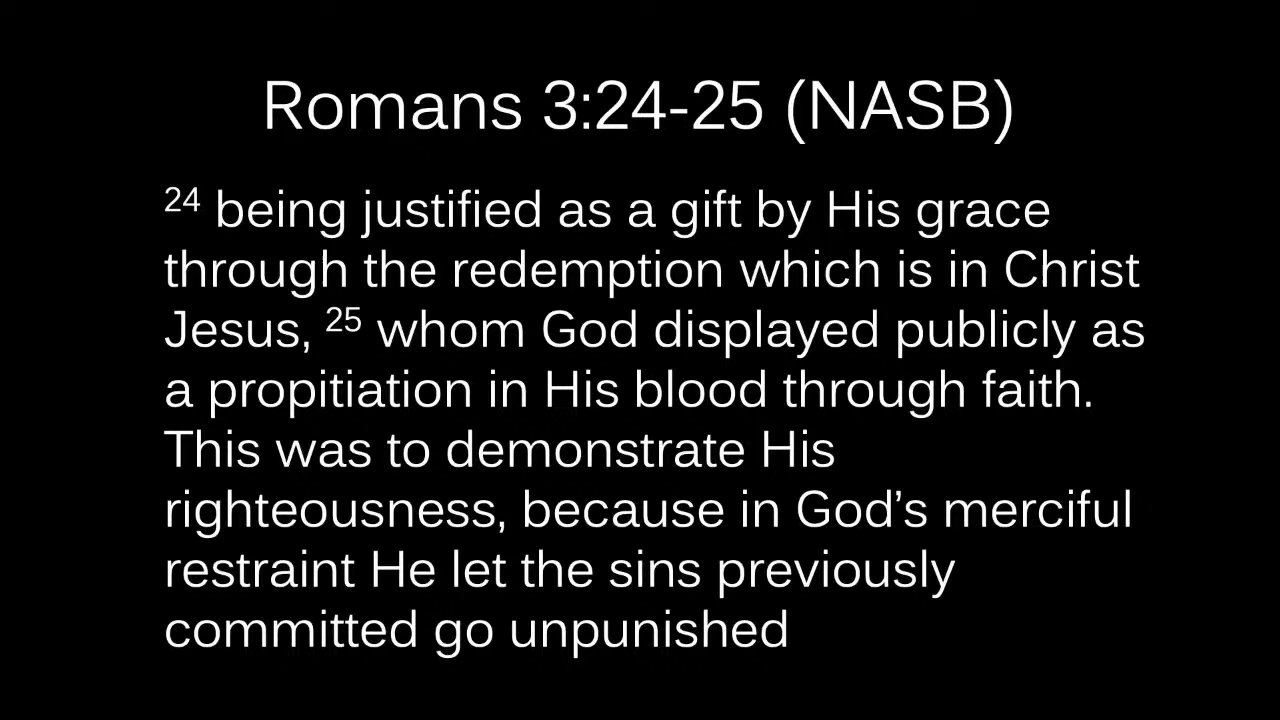 Romans 3:24-25 (NASB)
24 being justified as a gift by His grace
through the redemption which is in Christ
Jesus, 25 whom God displayed publicly as
a propitiation in His blood through faith.
This was to demonstrate His
righteousness, because in God’s merciful
restraint He let the sins previously
committed go unpunished